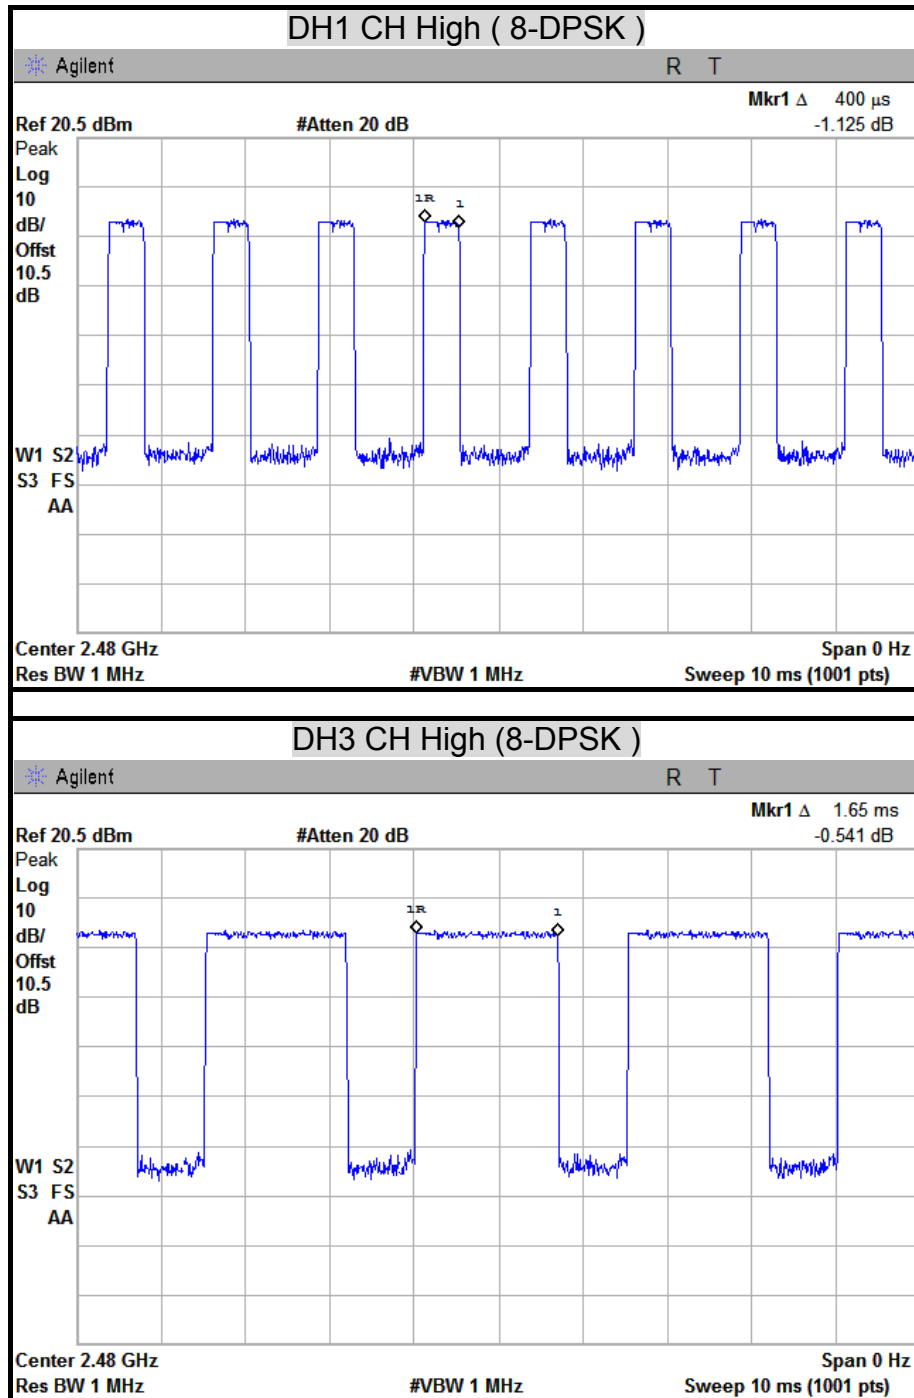 DH1 CH High ( 8-DPSK )
Agilent R T
Mkr1 Δ 400 μs
Ref 20.5 dBm #Atten 20 dB -1.125 dB
Peak
Log
10
dB/
Offst
10.5
dB
1R 1
W1 S2
S3 FS
AA
Center 2.48 GHz Span 0 Hz
Res BW 1 MHz #VBW 1 MHz Sweep 10 ms (1001 pts)
DH3 CH High (8-DPSK )
Agilent R T
Mkr1 Δ 1.65 ms
Ref 20.5 dBm #Atten 20 dB -0.541 dB
Peak
Log
10
dB/
Offst
10.5
dB
1R 1
W1 S2
S3 FS
AA
Center 2.48 GHz Span 0 Hz
Res BW 1 MHz #VBW 1 MHz Sweep 10 ms (1001 pts)